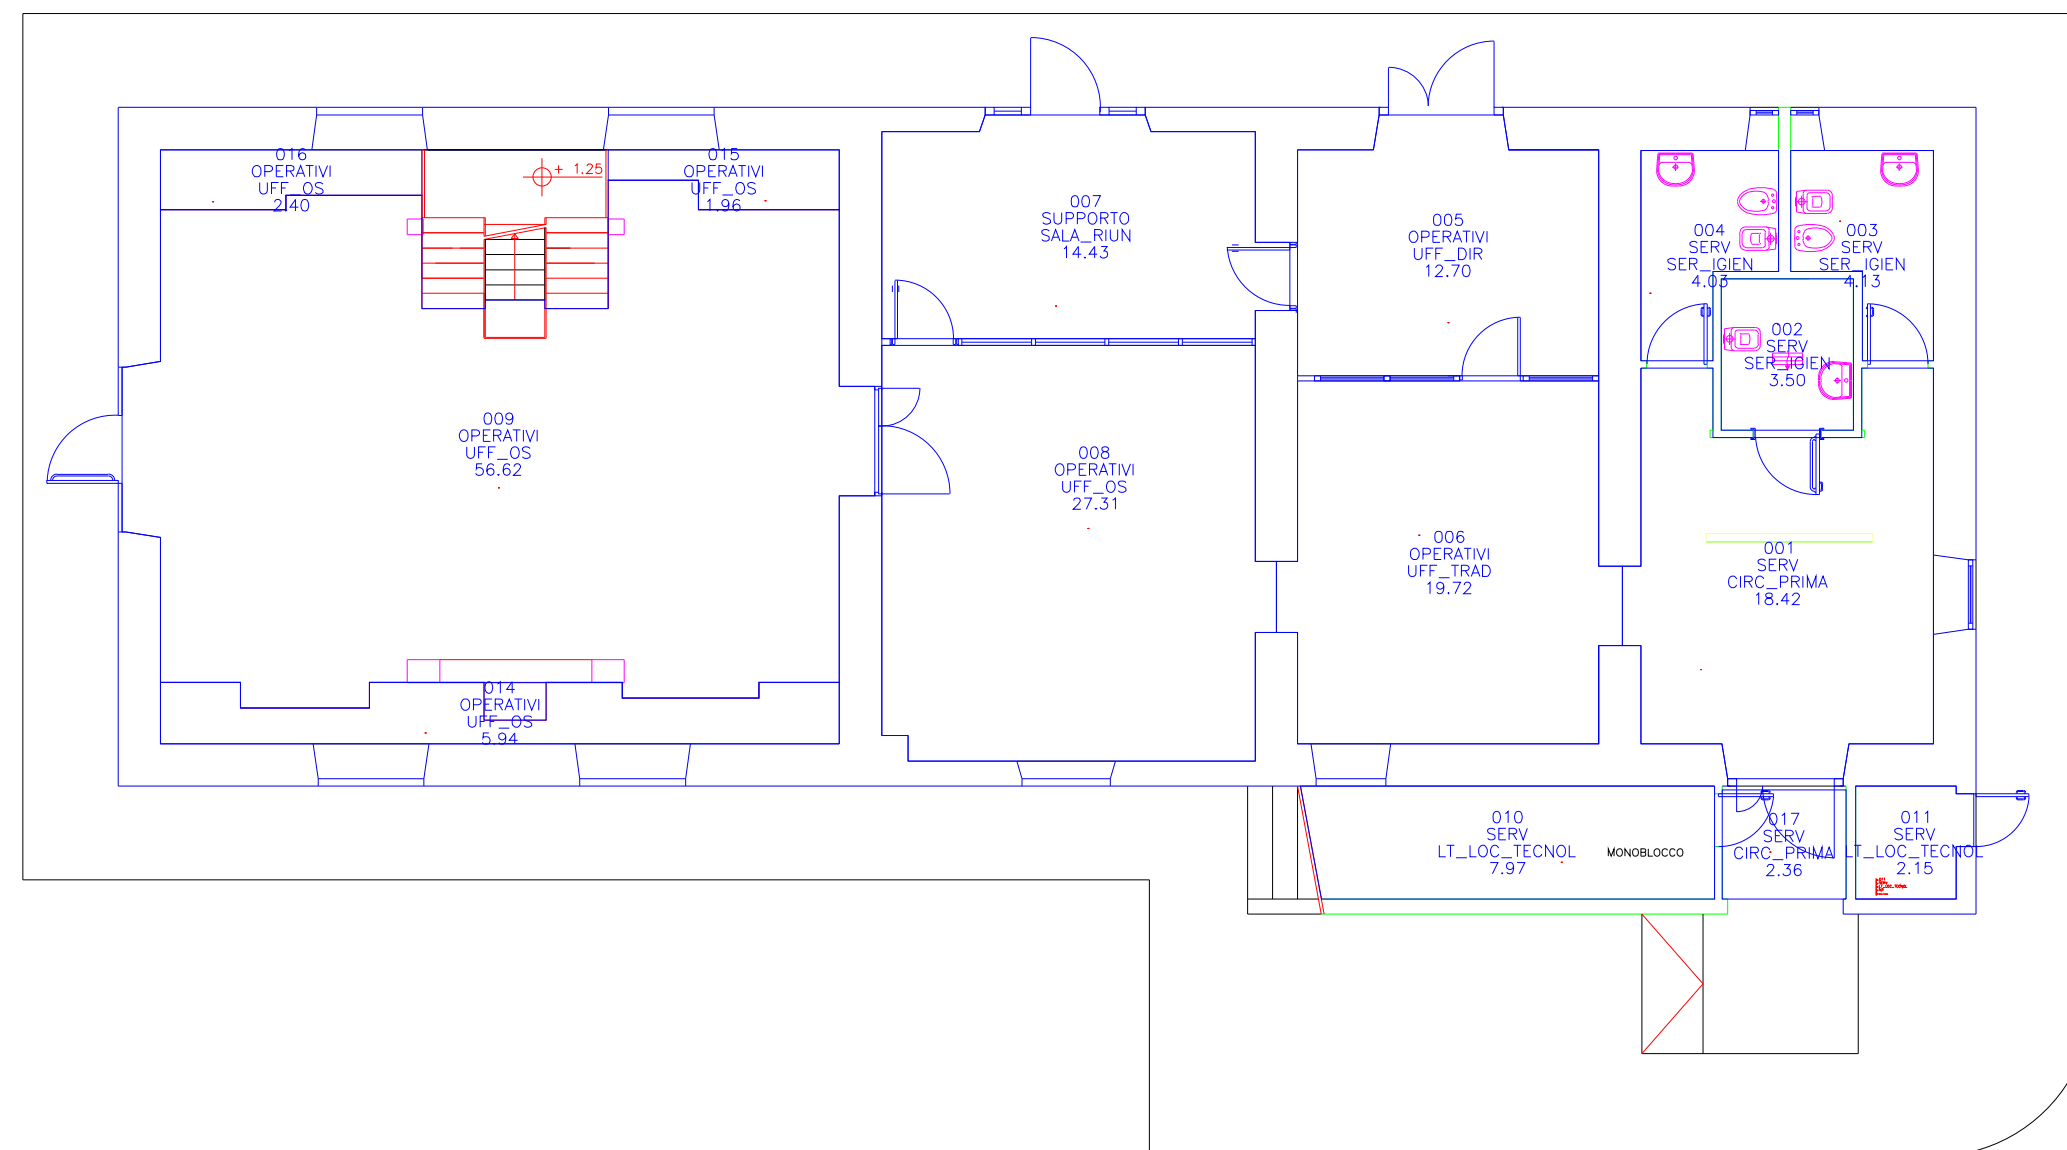 016
OPERATIVI
UFF_OS
2.40
+ 1.25
015
OPERATIVI
UFF_OS
1.96
007
SUPPORTO
SALA_RIUN
14.43
005
OPERATIVI
UFF_DIR
12.70
004
SERV
SER_IGIEN
4.03
003
SERV
SER_IGIEN
4.13
002
SERV
SER_IGIEN
3.50
009
OPERATIVI
UFF_OS
56.62
008
OPERATIVI
UFF_OS
27.31
006
OPERATIVI
UFF_TRAD
19.72
001
SERV
CIRC_PRIMA
18.42
014
OPERATIVI
UFF_OS
5.94
010
SERV
LT_LOC_TECNOL
7.97
MONOBLOCCO
017
SERV
CIRC_PRIMA
2.36
011
SERV
LT_LOC_TECNOL
2.15